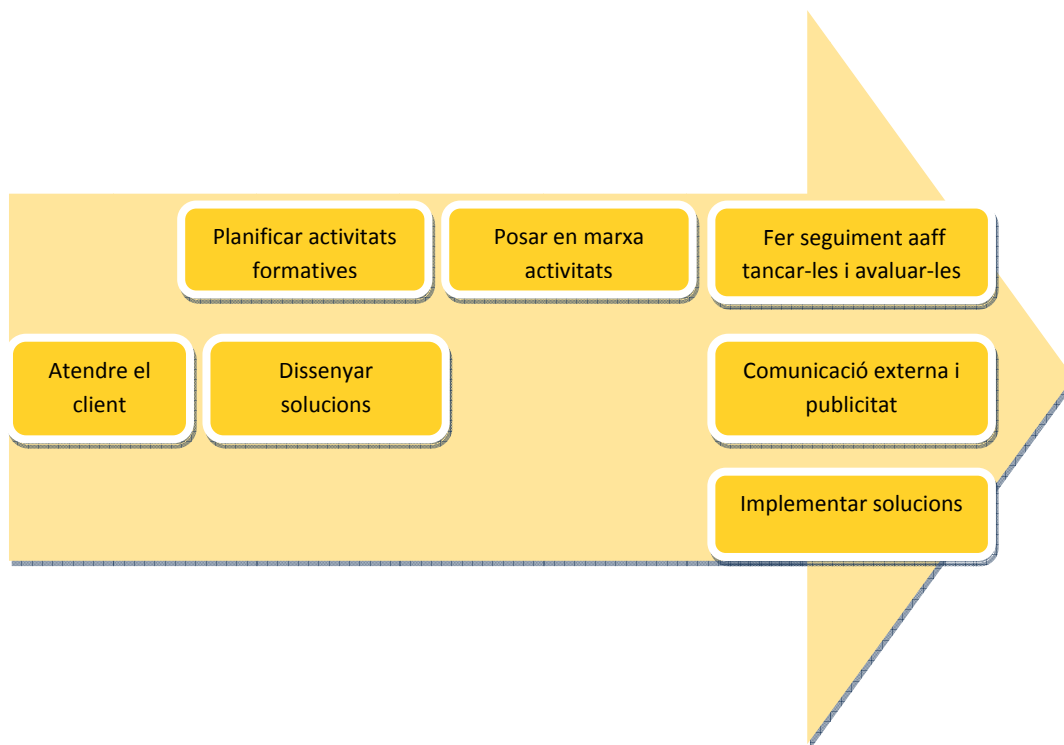 Planificar activitats
formatives
Posar en marxa
activitats
Fer seguiment aaff
tancar-les i avaluar-les
Atendre el
client
Dissenyar
solucions
Comunicació externa i
publicitat
Implementar solucions